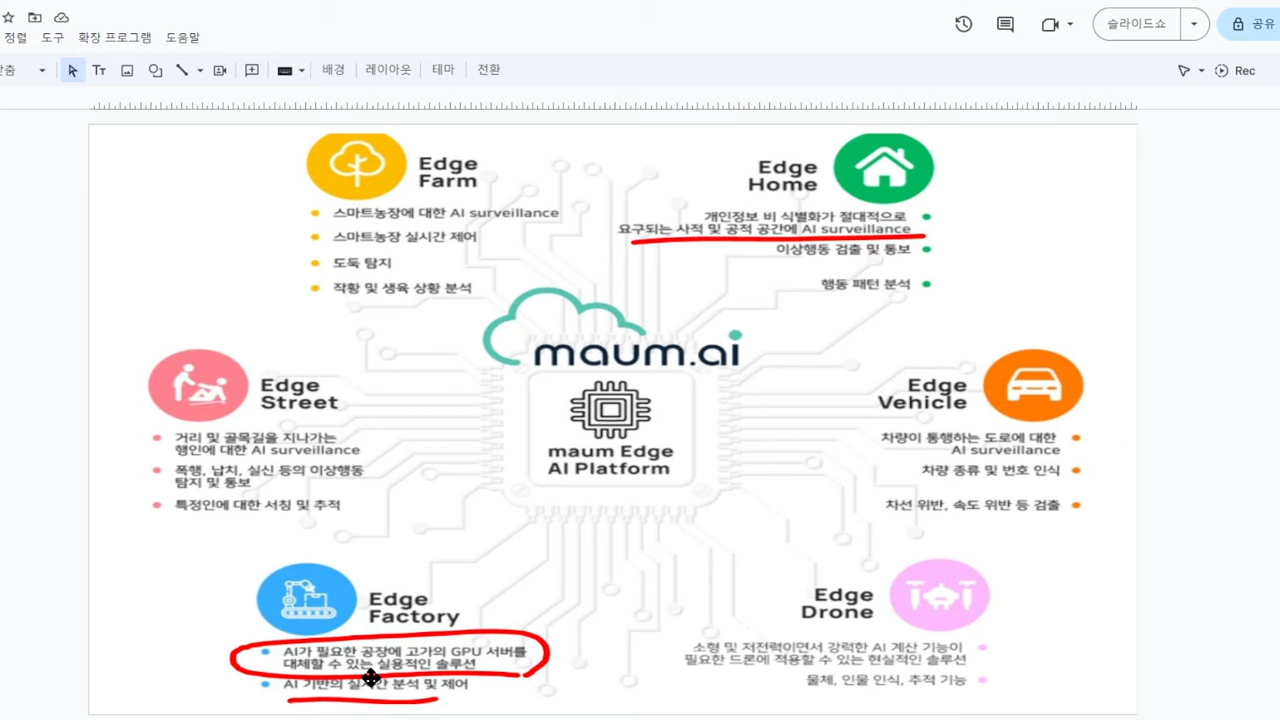 정렬 도구 확장 프로그램 도움말
슬라이드쇼
공유
배경 레이아웃 테마 전환
Rec
Edge
Farm
스마트농장에 대한 AI surveillance
스마트농장 실시간 제어
도둑 탐지
작황 및 생육 상황 분석
Edge
Home
개인정보 비 식별화가 절대적으로
요구되는 사적 및 공적 공간에 AI surveillance
이상행동 검출 및 통보
행동 패턴 분석
maum.ai
maum Edge
AI Platform
Edge
Street
거리 및 골목길을 지나가는
행인에 대한 AI surveillance
폭행, 납치, 실신 등의 이상행동
탐지 및 통보
특정인에 대한 서칭 및 추적
Edge
Vehicle
차량이 통행하는 도로에 대한
AI surveillance
차량 종류 및 번호 인식
차선 위반, 속도 위반 등 검출
Edge
Factory
AI가 필요한 공장에 고가의 GPU 서버를
대체할 수 있는 실용적인 솔루션
AI 기반의 실시간 분석 및 제어
Edge
Drone
소형 및 저전력이면서 강력한 AI 계산 기능이
필요한 드론에 적용할 수 있는 현실적인 솔루션
물체, 인물 인식, 추적 기능